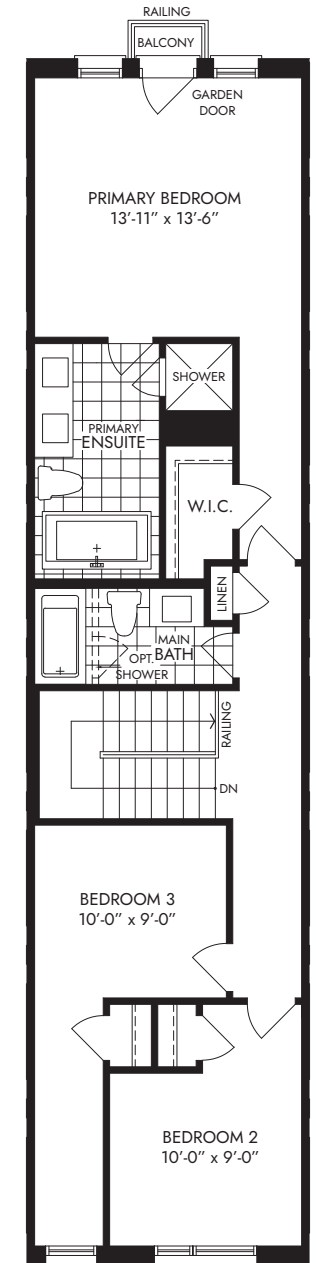 RAILING
BALCONY
GARDEN
DOOR
PRIMARY BEDROOM
13'-11” x 13'-6”
SHOWER
PRIMARY
ENSUITE
W.I.C.
LINEN
MAIN
BATH
OPT.
SHOWER
RAILING
DN
BEDROOM 3
10'-0” x 9'-0”
BEDROOM 2
10'-0” x 9'-0”